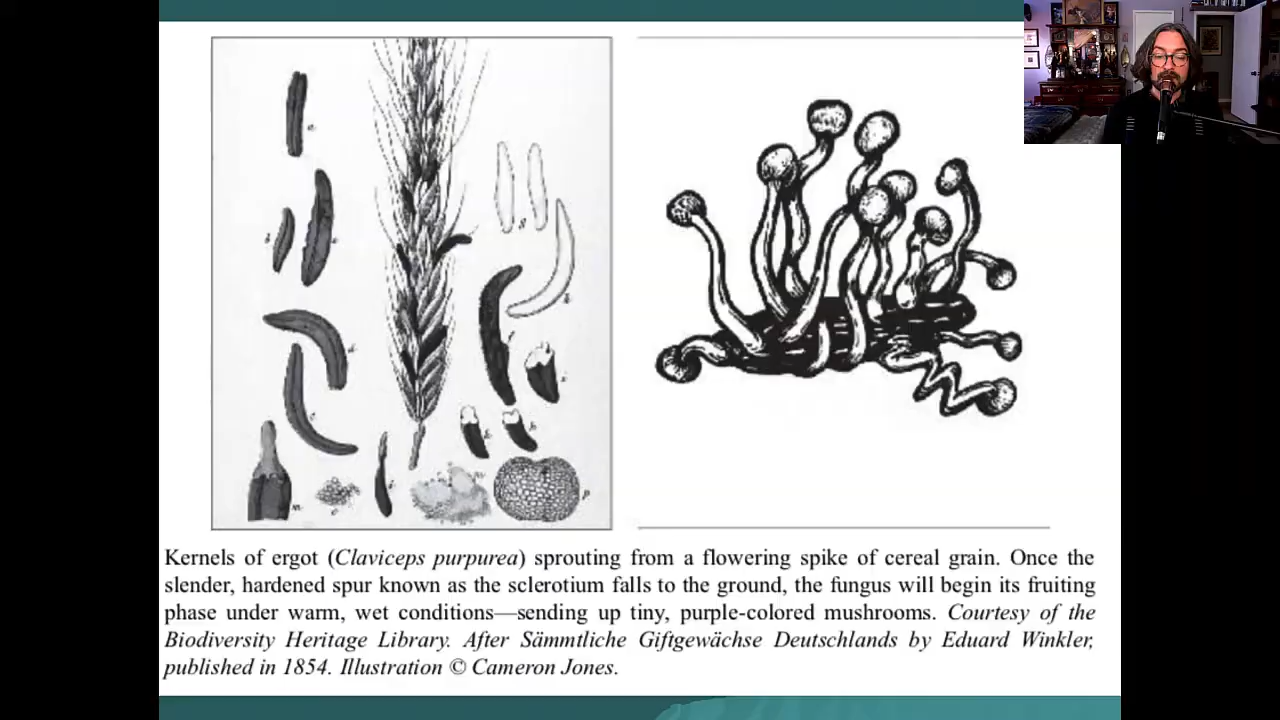 Kernels of ergot (Claviceps purpurea) sprouting from a flowering spike of cereal grain. Once the
slender, hardened spur known as the sclerotium falls to the ground, the fungus will begin its fruiting
phase under warm, wet conditions—sending up tiny, purple-colored mushrooms. Courtesy of the
Biodiversity Heritage Library. After Sämmtliche Giftgewächse Deutschlands by Eduard Winkler,
published in 1854. Illustration © Cameron Jones.